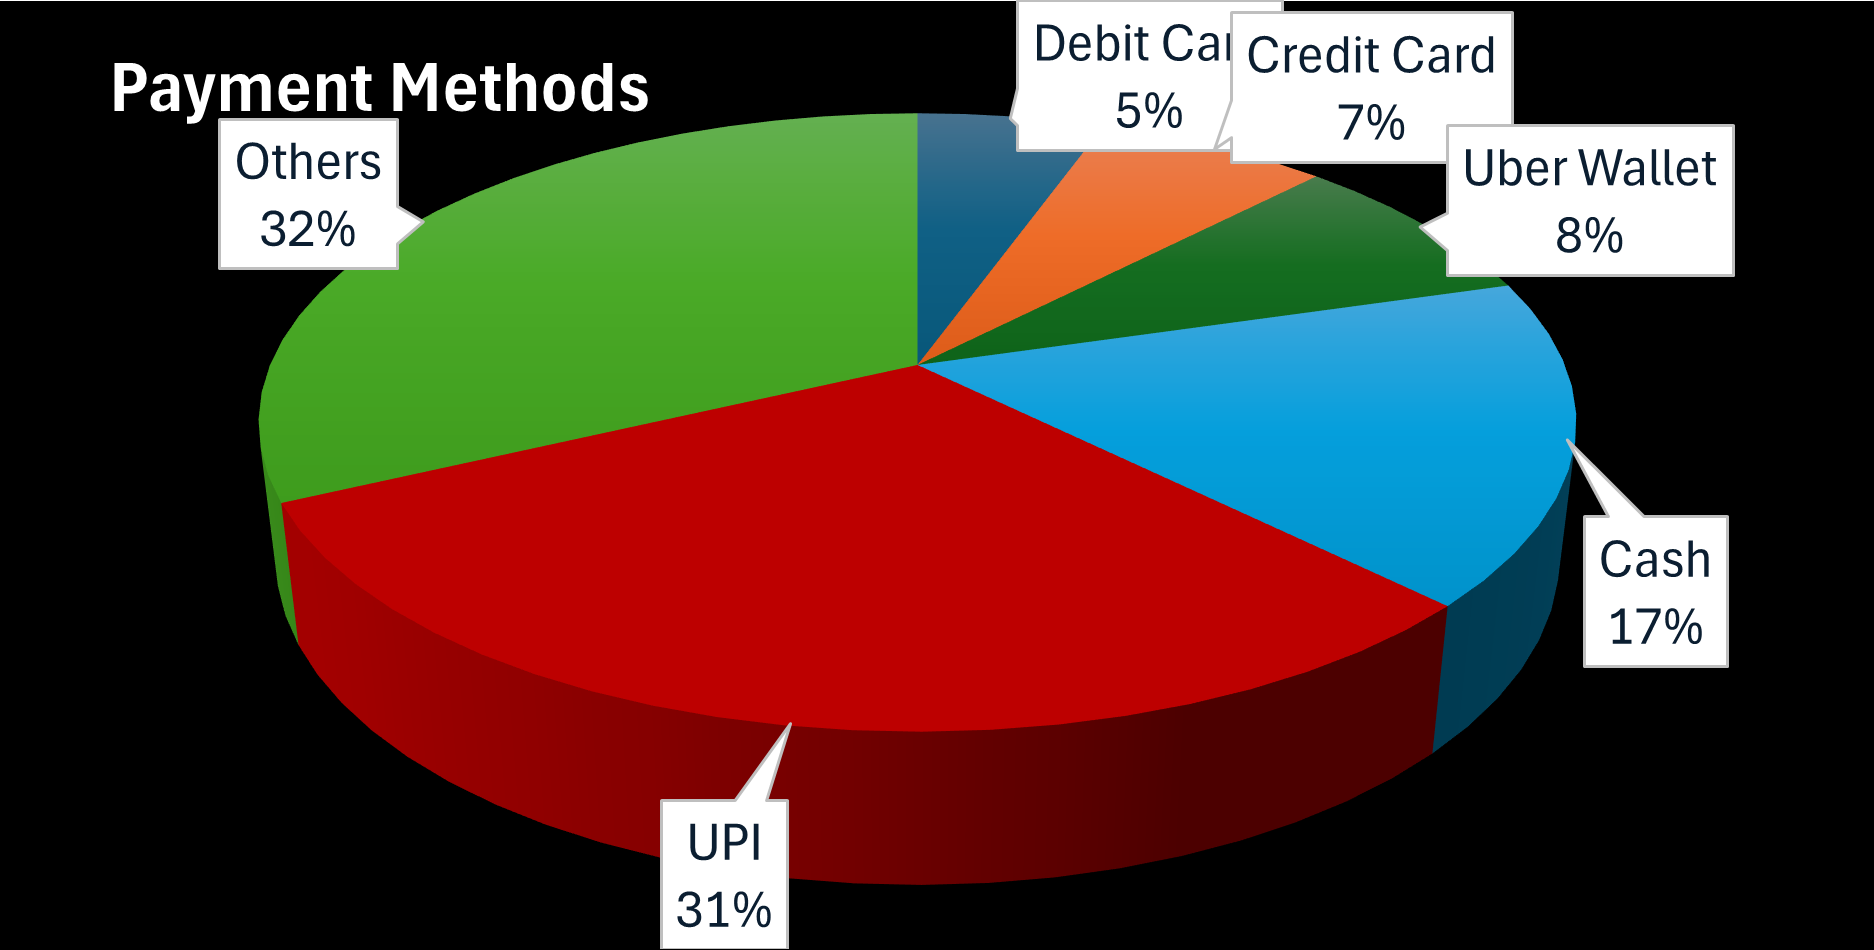 Payment Methods
Debit Car
5%
Credit Card
7%
Uber Wallet
8%
Others
32%
Cash
17%
UPI
31%